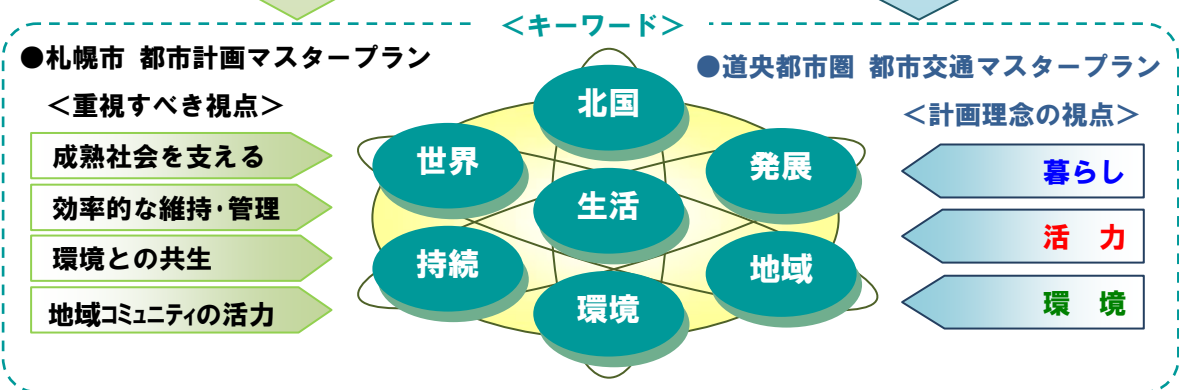 ＜キーワード＞
●札幌市 都市計画マスタープラン
＜重視すべき視点＞
成熟社会を支える
効率的な維持・管理
環境との共生
地域コミュニティの活力
北国
世界
発展
生活
持続
地域
環境
●道央都市圏 都市交通マスタープラン
＜計画理念の視点＞
暮らし
活　力
環　境